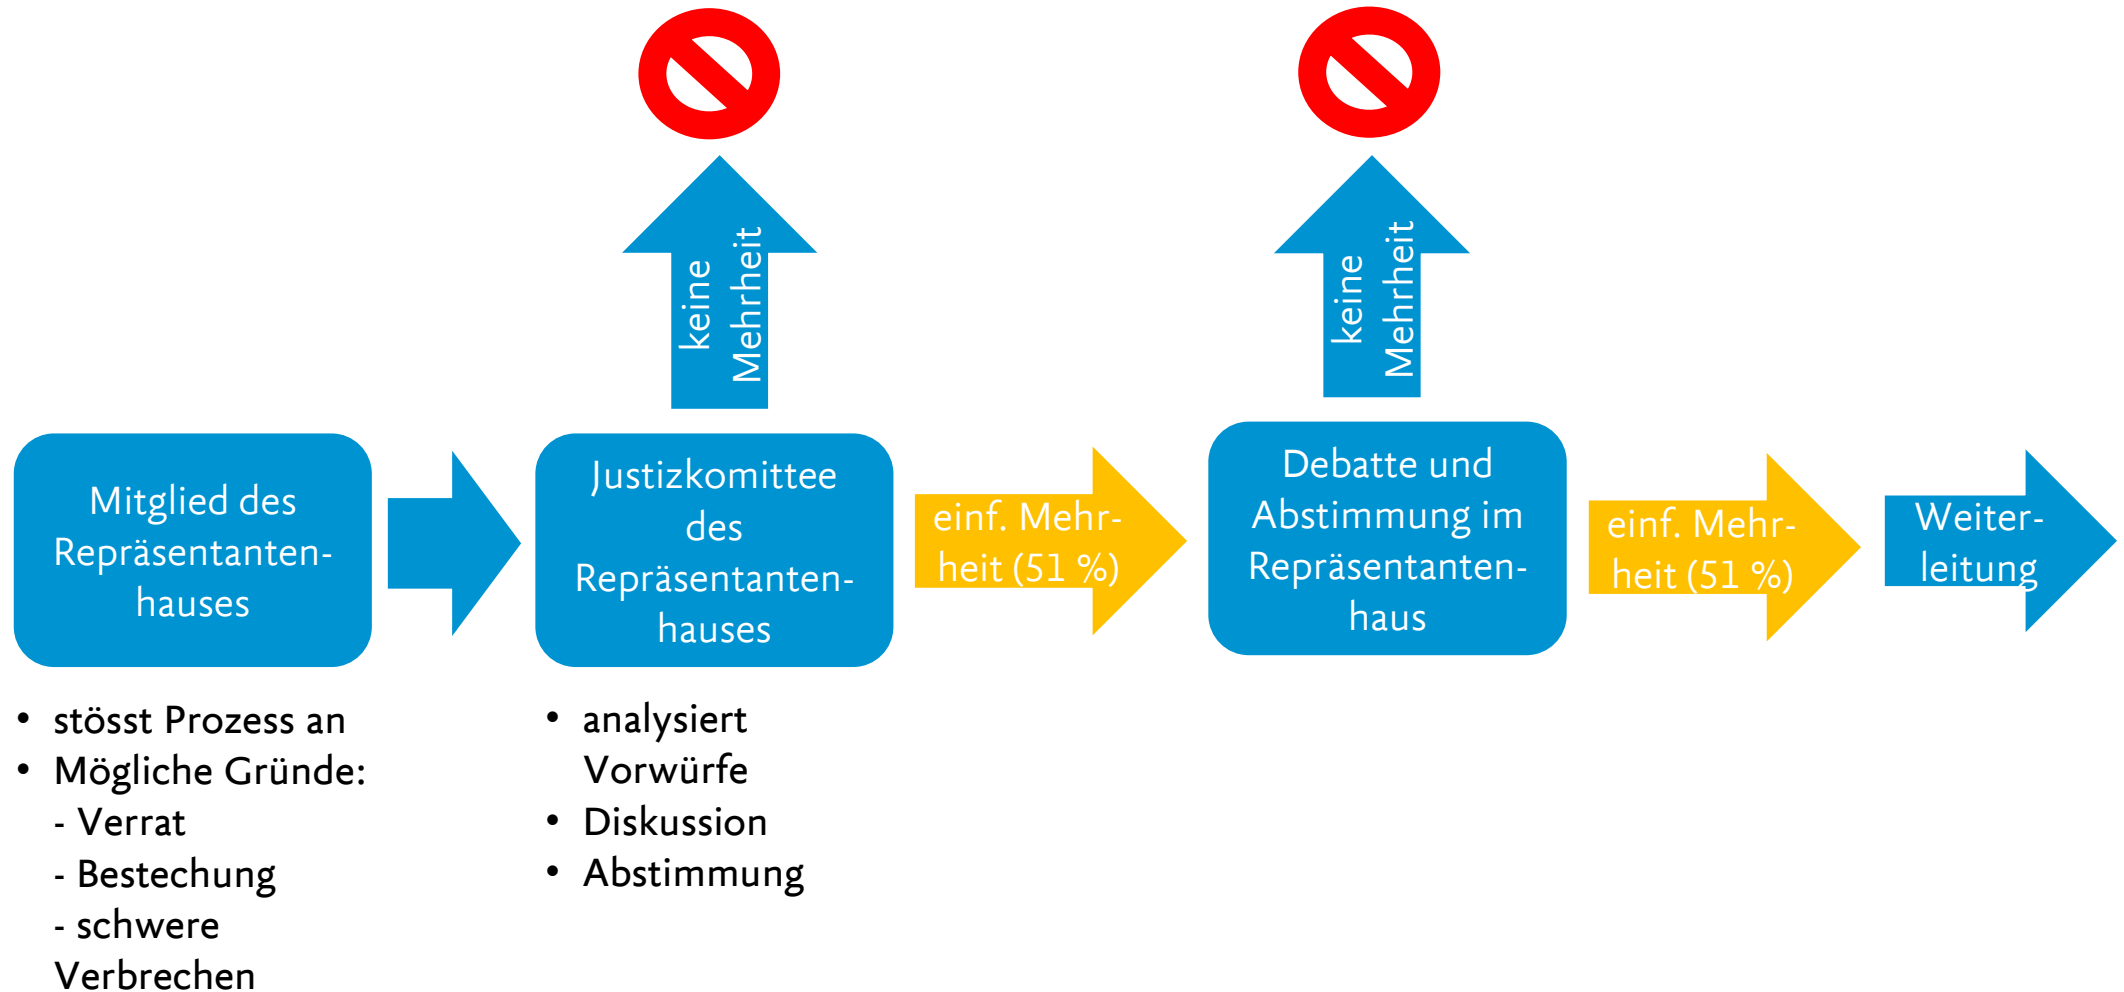 keine
Mehrheit
keine
Mehrheit
Mitglied des
Repräsentanten-
hauses
Justizkomittee
des
Repräsentanten-
hauses
einf. Mehr-
heit (51 %)
Debatte und
Abstimmung im
Repräsentanten-
haus
einf. Mehr-
heit (51 %)
Weiter-
leitung
• stösst Prozess an
• Mögliche Gründe:
- Verrat
- Bestechung
- schwere
Verbrechen
• analysiert
Vorwürfe
• Diskussion
• Abstimmung